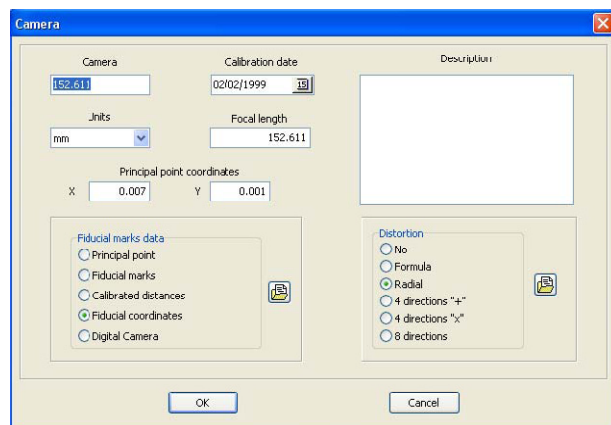 Camera
Camera
Calibration date
Description
152.611
02/02/1999
15
Units
Focal length
mm
152.611
Principal point coordinates
X
0.007
Y
0.001
Fiducial marks data
Principal point
Fiducial marks
Calibrated distances
Fiducial coordinates
Digital Camera
Distortion
No
Formula
Radial
4 directions "+"
4 directions "x"
8 directions
OK
Cancel